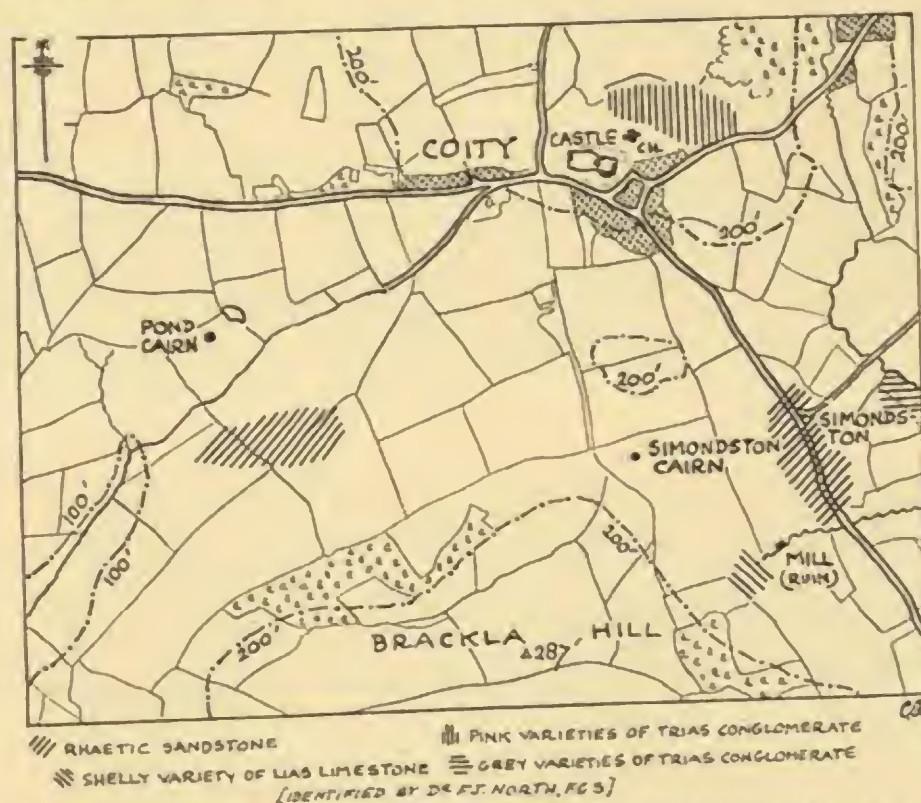 200'
COITY
CASTLE
CH.
200'
200'
POND
CAIRN
200'
SIMONDS-
TON
SIMONDSTON
CAIRN
100'
100'
200'
MILL
(RUIN)
200'
BRACKLA HILL
287
RHAETIC SANDSTONE
PINK VARIETIES OF TRIAS CONGLOMERATE
SHELLY VARIETY OF LIAS LIMESTONE
GREY VARIETIES OF TRIAS CONGLOMERATE
[IDENTIFIED BY DR F.J. NORTH, F.G.S]